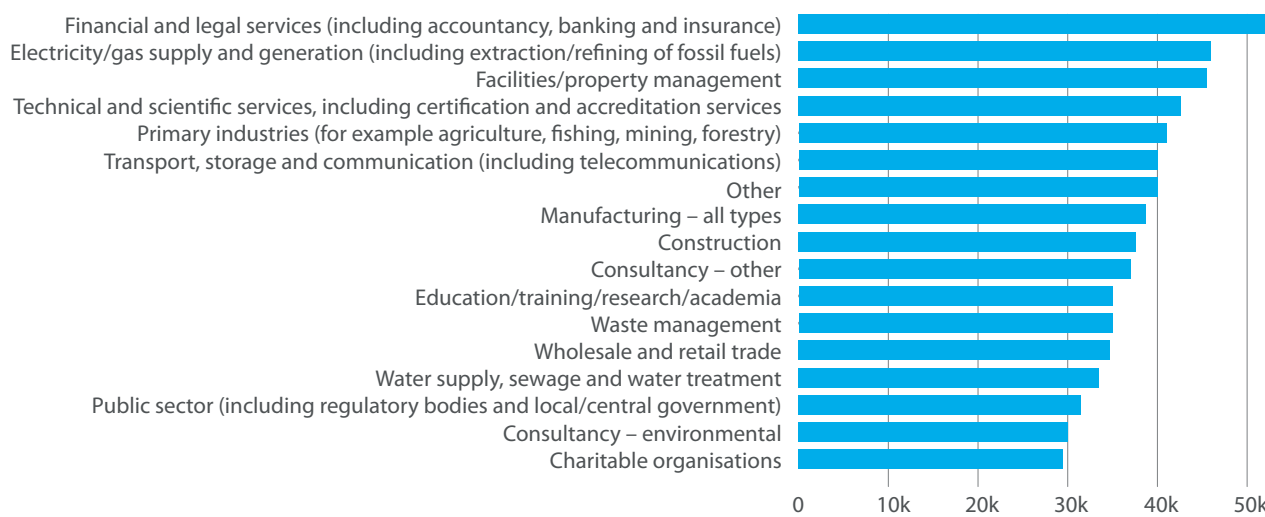 Financial and legal services (including accountancy, banking and insurance)
Electricity/gas supply and generation (including extraction/refining of fossil fuels)
Facilities/property management
Technical and scientific services, including certification and accreditation services
Primary industries (for example agriculture, fishing, mining, forestry)
Transport, storage and communication (including telecommunications)
Other
Manufacturing – all types
Construction
Consultancy – other
Education/training/research/academia
Waste management
Wholesale and retail trade
Water supply, sewage and water treatment
Public sector (including regulatory bodies and local/central government)
Consultancy – environmental
Charitable organisations
0 10k 20k 30k 40k 50k